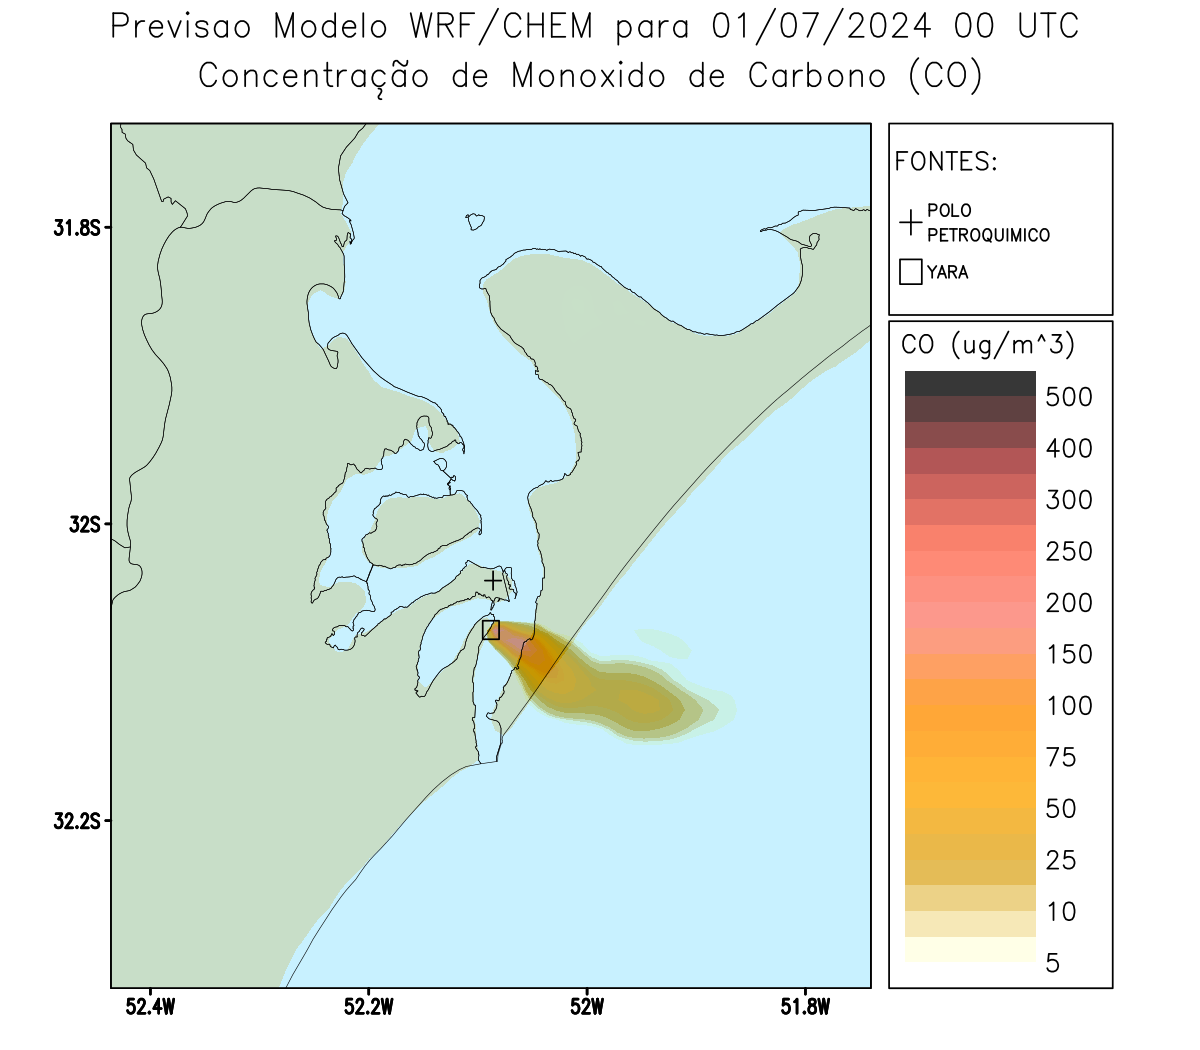 Previsao Modelo WRF/CHEM para 01/07/2024 00 UTC
Concentração de Monoxido de Carbono (CO)
FONTES:
POLO
PETROQUIMICO
YARA
CO (ug/m^3)
500
400
300
250
200
150
100
75
50
25
10
5
31.8S
32S
32.2S
52.4W
52.2W
52W
51.8W